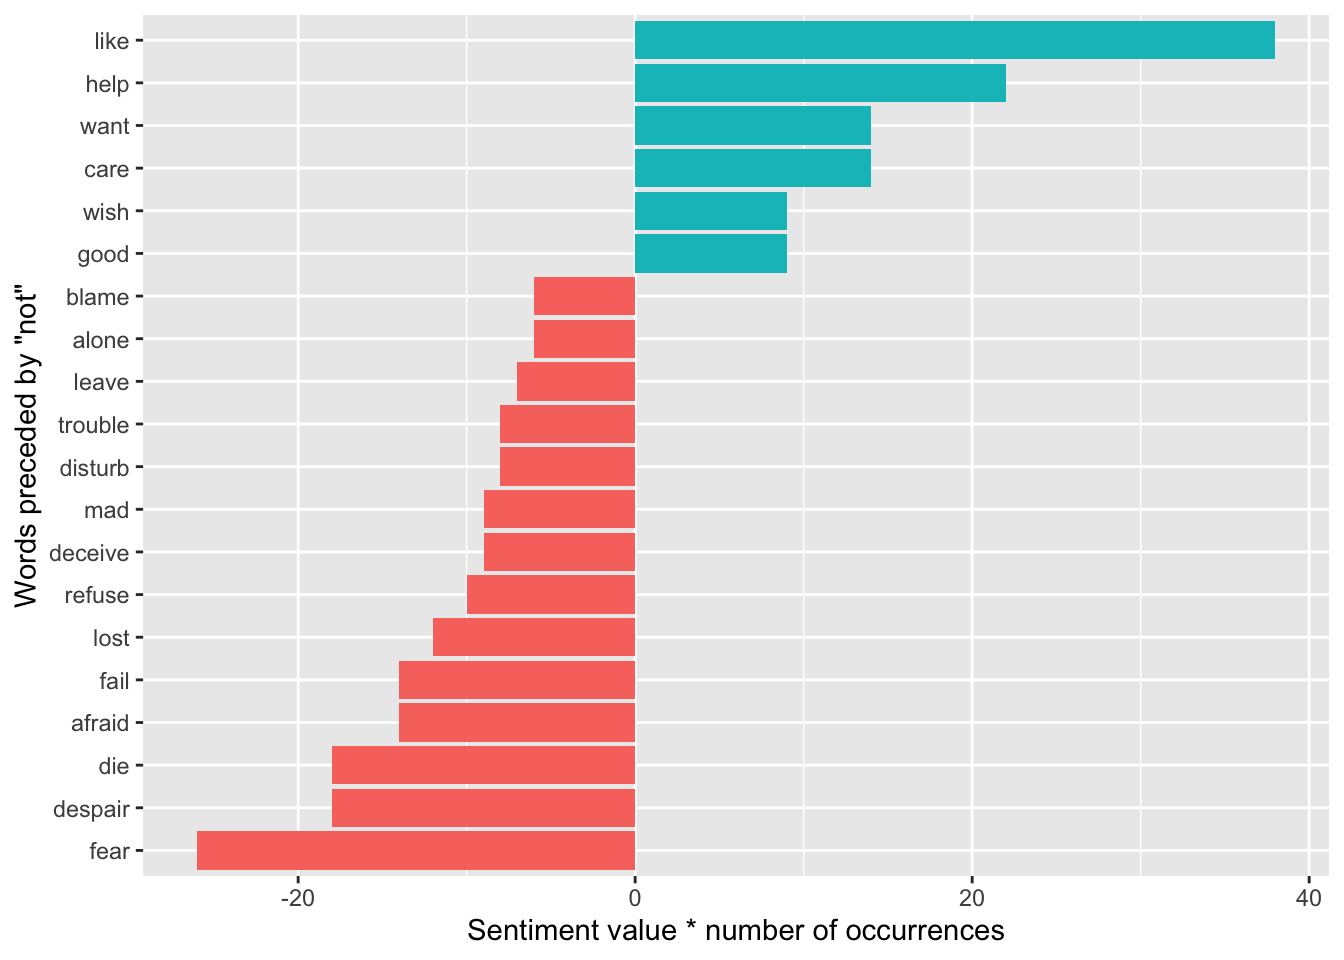 like
help
want
care
wish
good
blame
alone
leave
trouble
disturb
mad
deceive
refuse
lost
fail
afraid
die
despair
fear
Words preceded by "not"
-20
0
20
40
Sentiment value * number of occurrences